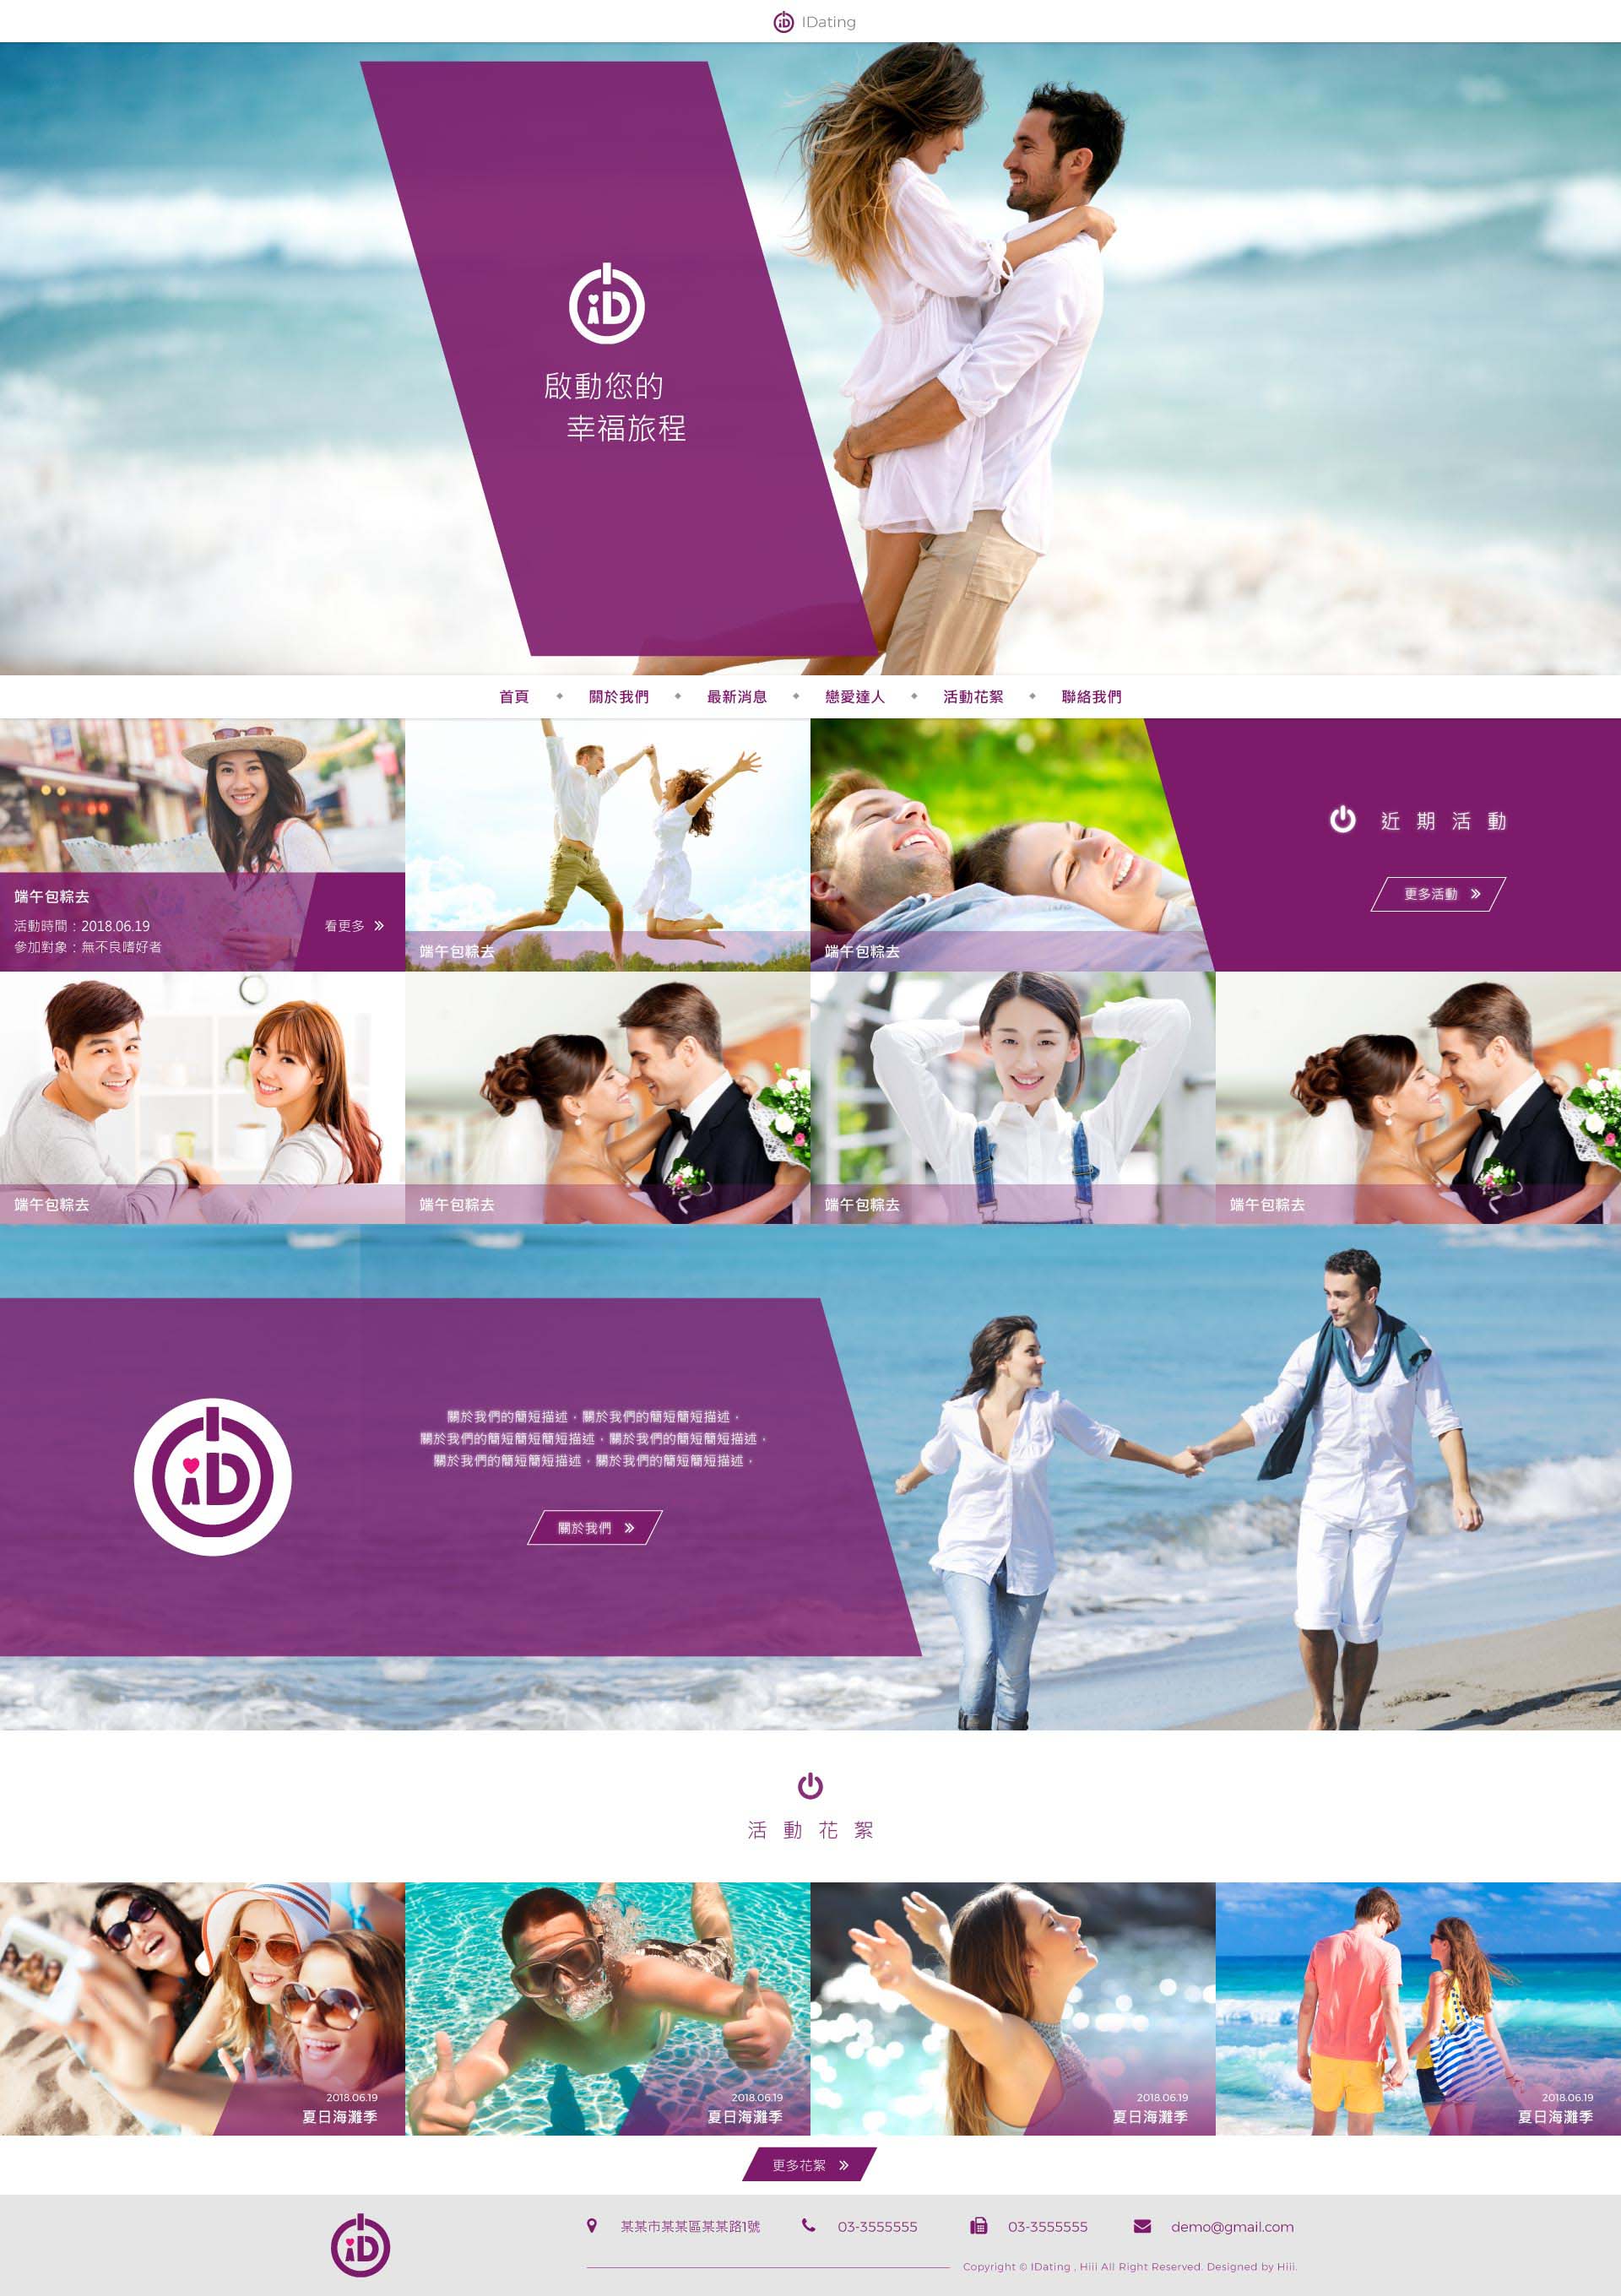 iD IDating
iD
啟動您的
幸福旅程
首頁 關於我們 最新消息 戀愛達人 活動花絮 聯絡我們
端午包粽去
活動時間：2018.06.19
參加對象：無不良嗜好者
看更多
端午包粽去
端午包粽去
近期活動
更多活動
端午包粽去
端午包粽去
端午包粽去
端午包粽去
iD
關於我們的簡短描述，關於我們的簡短簡短描述，
關於我們的簡短簡短簡短描述，關於我們的簡短簡短描述，
關於我們的簡短簡短描述，關於我們的簡短簡短描述，
關於我們
活動花絮
2018.06.19
夏日海灘季
2018.06.19
夏日海灘季
2018.06.19
夏日海灘季
2018.06.19
夏日海灘季
更多花絮
iD
某某市某某區某某路1號 03-3555555 03-3555555 demo@gmail.com
Copyright © IDating , Hiii All Right Reserved. Designed by Hiii.